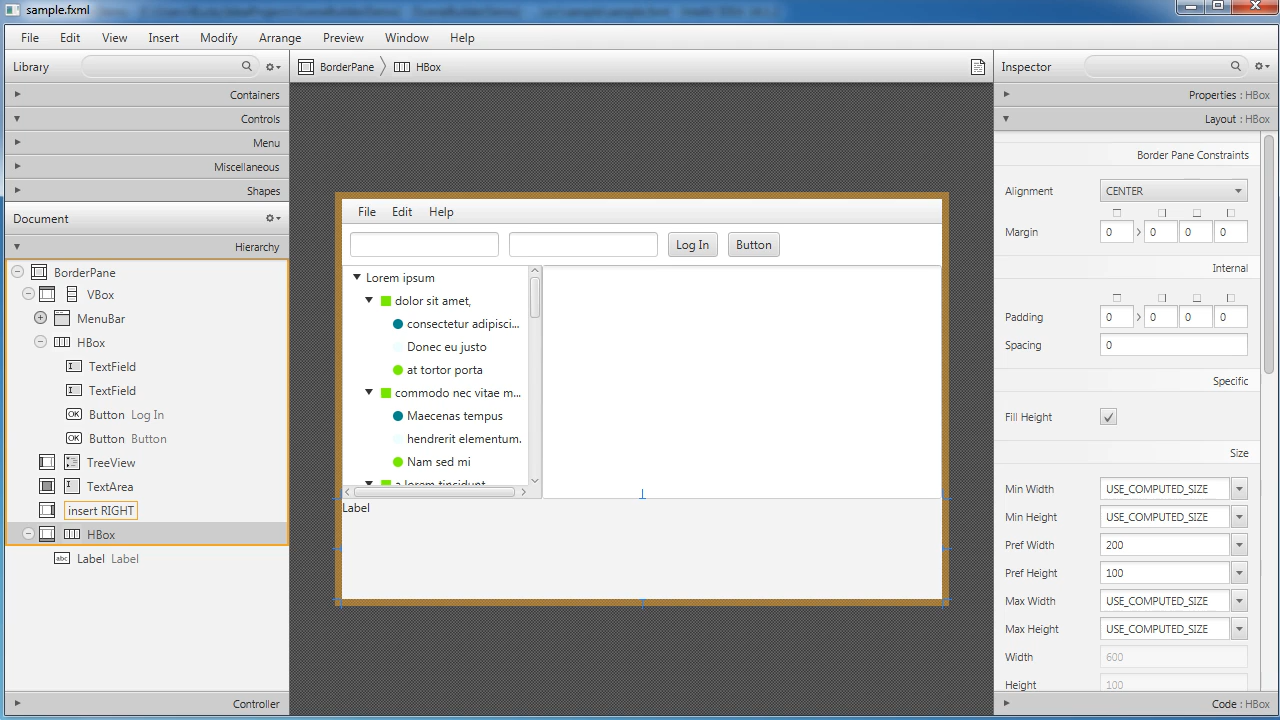 sample.fxml
File Edit View Insert Modify Arrange Preview Window Help
Library
Containers
Controls
Menu
Miscellaneous
Shapes
Document
Hierarchy
BorderPane
VBox
MenuBar
HBox
TextField
TextField
OK Button Log In
OK Button Button
TreeView
TextArea
insert RIGHT
HBox
abc Label Label
Controller
BorderPane HBox
File Edit Help
Log In Button
Lorem ipsum
dolor sit amet,
consectetur adipisci...
Donec eu justo
at tortor porta
commodo nec vitae m...
Maecenas tempus
hendrerit elementum.
Nam sed mi
a lorem tincidunt
Label
Inspector
Properties : HBox
Layout : HBox
Border Pane Constraints
Alignment CENTER
Margin 0 > 0 0 0
Internal
Padding 0 > 0 0 0
Spacing 0
Specific
Fill Height
Size
Min Width USE_COMPUTED_SIZE
Min Height USE_COMPUTED_SIZE
Pref Width 200
Pref Height 100
Max Width USE_COMPUTED_SIZE
Max Height USE_COMPUTED_SIZE
Width 600
Height 100
Code : HBox